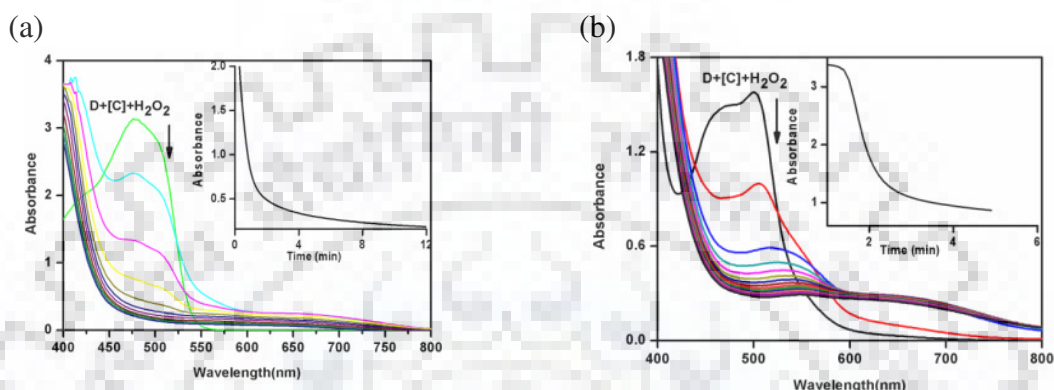 (a)
4
3
2
1
0
400 450 500 550 600 650 700 750 800
Absorbance
Wavelength(nm)
D+[C]+H₂O₂
2.0
1.5
1.0
0.5
0 4 8 12
Absorbance
Time (min)
(b)
1.8
1.2
0.6
0.0
400 500 600 700 800
Absorbance
Wavelength(nm)
D+[C]+H₂O₂
3
2
1
2 4 6
Absorbance
Time (min)